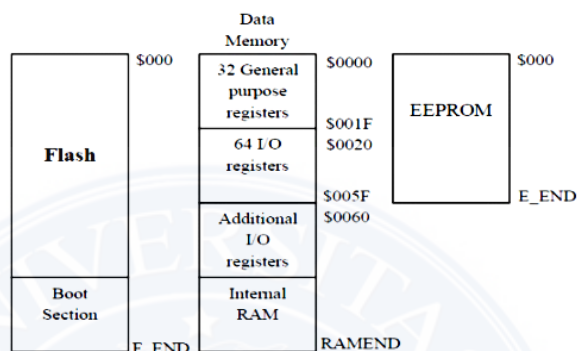 $000
Flash
Boot
Section
Data
Memory
32 General
purpose
registers
$0000
$001F
64 I/O
registers
$0020
$005F
Additional
I/O
registers
$0060
Internal
RAM
RAMEND
$000
EEPROM
E_END